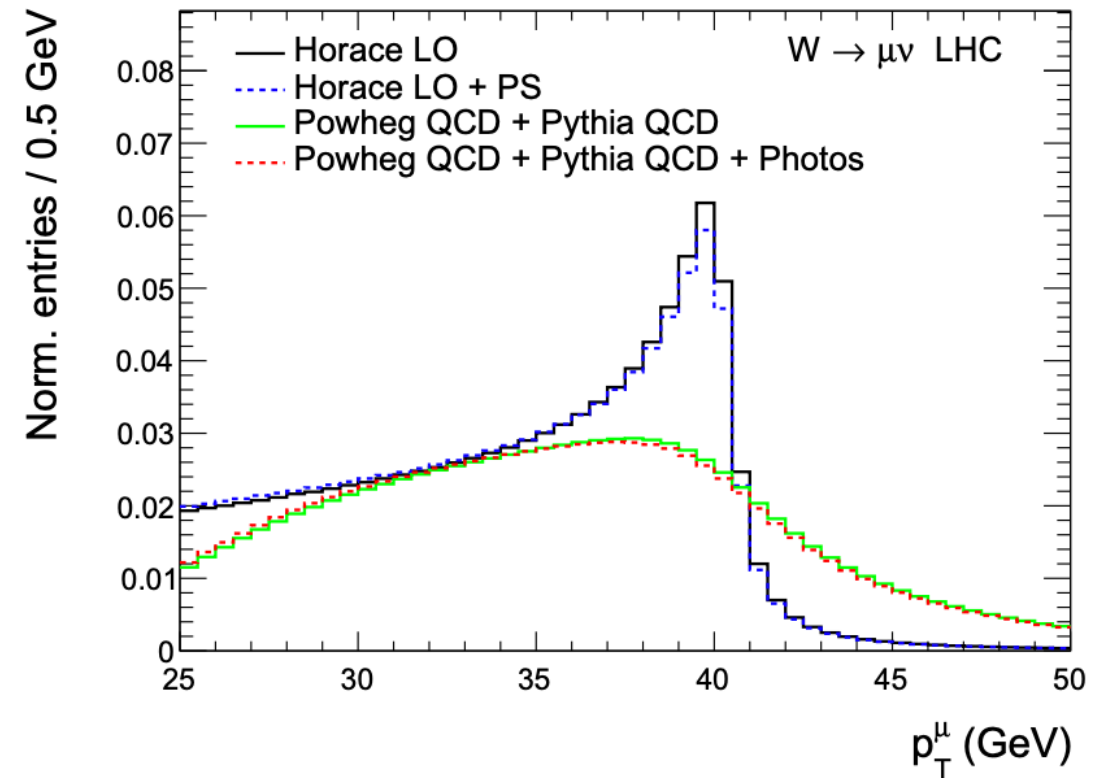 Norm. entries / 0.5 GeV
0.08
0.07
0.06
0.05
0.04
0.03
0.02
0.01
0
Horace LO
Horace LO + PS
Powheg QCD + Pythia QCD
Powheg QCD + Pythia QCD + Photos
W → μν LHC
25 30 35 40 45 50
p_T^μ (GeV)